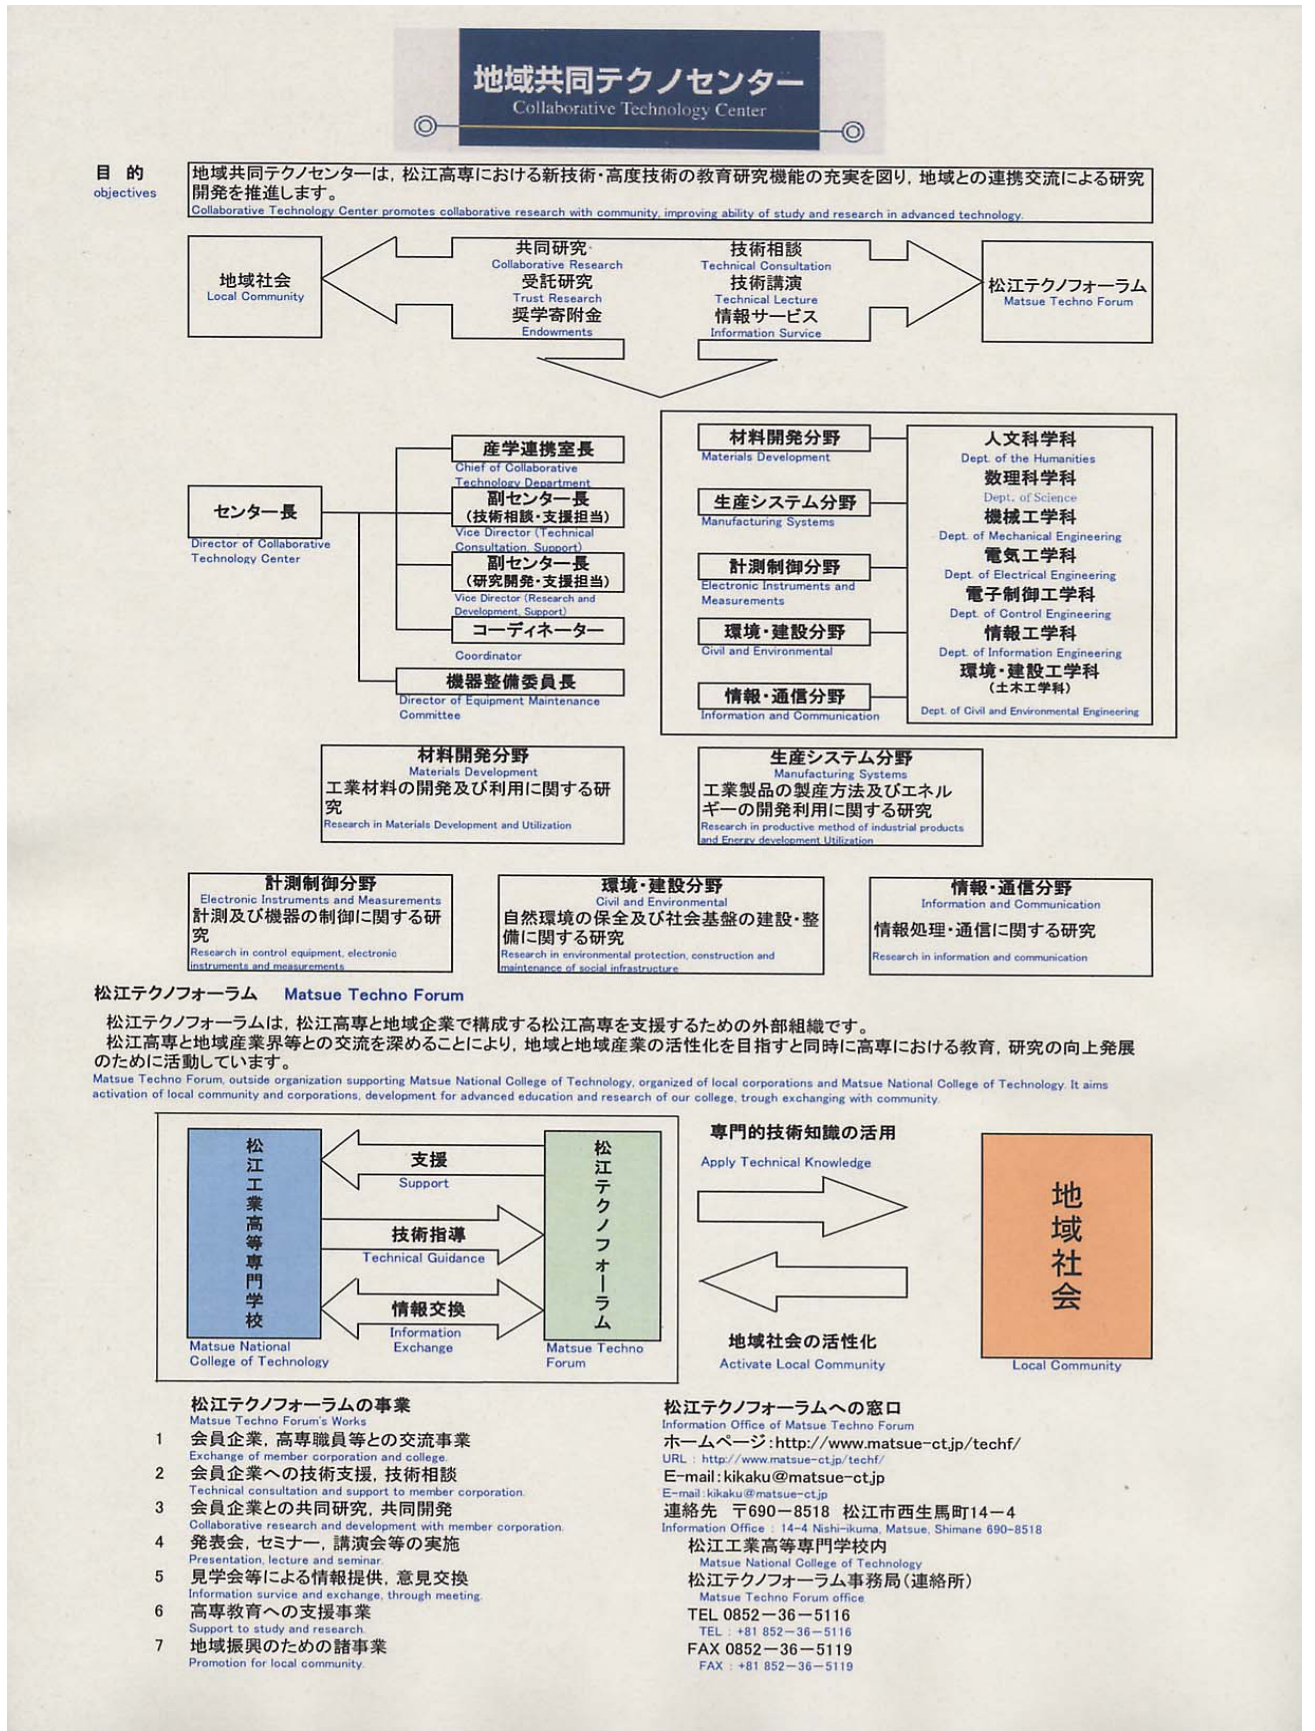 地域共同テクノセンター
Collaborative Technology Center
目 的
objectives
地域共同テクノセンターは，松江高専における新技術・高度技術の教育研究機能の充実を図り，地域との連携交流による研究
開発を推進します。
Collaborative Technology Center promotes collaborative research with community, improving ability of study and research in advanced technology.
地域社会
Local Community
共同研究
Collaborative Research
受託研究
Trust Research
奨学寄附金
Endowments
技術相談
Technical Consultation
技術講演
Technical Lecture
情報サービス
Information Survice
松江テクノフォーラム
Matsue Techno Forum
センター長
Director of Collaborative
Technology Center
産学連携室長
Chief of Collaborative
Technology Department
副センター長
(技術相談・支援担当)
Vice Director (Technical
Consultation, Support)
副センター長
(研究開発・支援担当)
Vice Director (Research and
Development, Support)
コーディネーター
Coordinator
機器整備委員長
Director of Equipment Maintenance
Committee
材料開発分野
Materials Development
生産システム分野
Manufacturing Systems
計測制御分野
Electronic Instruments and
Measurements
環境・建設分野
Civil and Environmental
情報・通信分野
Information and Communication
人文科学科
Dept. of the Humanities
数理科学科
Dept. of Science
機械工学科
Dept. of Mechanical Engineering
電気工学科
Dept. of Electrical Engineering
電子制御工学科
Dept. of Control Engineering
情報工学科
Dept. of Information Engineering
環境・建設工学科
(土木工学科)
Dept. of Civil and Environmental Engineering
材料開発分野
Materials Development
工業材料の開発及び利用に関する研
究
Research in Materials Development and Utilization
生産システム分野
Manufacturing Systems
工業製品の製産方法及びエネル
ギーの開発利用に関する研究
Research in productive method of industrial products
and Energy development Utilization
計測制御分野
Electronic Instruments and Measurements
計測及び機器の制御に関する研
究
Research in control equipment, electronic
instruments and measurements
環境・建設分野
Civil and Environmental
自然環境の保全及び社会基盤の建設・整
備に関する研究
Research in environmental protection, construction and
maintenance of social infrastructure
情報・通信分野
Information and Communication
情報処理・通信に関する研究
Research in information and communication
松江テクノフォーラム Matsue Techno Forum
松江テクノフォーラムは，松江高専と地域企業で構成する松江高専を支援するための外部組織です。
松江高専と地域産業界等との交流を深めることにより，地域と地域産業の活性化を目指すと同時に高専における教育，研究の向上発展
のために活動しています。
Matsue Techno Forum, outside organization supporting Matsue National College of Technology, organized of local corporations and Matsue National College of Technology. It aims
activation of local community and corporations, development for advanced education and research of our college, trough exchanging with community.
松江工業高等専門学校
Matsue National
College of Technology
支援
Support
技術指導
Technical Guidance
情報交換
Information
Exchange
松江テクノフォーラム
Matsue Techno
Forum
専門的技術知識の活用
Apply Technical Knowledge
地域社会の活性化
Activate Local Community
地域社会
Local Community
松江テクノフォーラムの事業
Matsue Techno Forum's Works
1 会員企業，高専職員等との交流事業
Exchange of member corporation and college.
2 会員企業への技術支援，技術相談
Technical consultation and support to member corporation.
3 会員企業との共同研究，共同開発
Collaborative research and development with member corporation.
4 発表会，セミナー，講演会等の実施
Presentation, lecture and seminar.
5 見学会等による情報提供，意見交換
Information survice and exchange, through meeting.
6 高専教育への支援事業
Support to study and research.
7 地域振興のための諸事業
Promotion for local community.
松江テクノフォーラムへの窓口
Information Office of Matsue Techno Forum
ホームページ：http://www.matsue-ct.jp/techf/
URL : http://www.matsue-ct.jp/techf/
E-mail：kikaku@matsue-ct.jp
E-mail：kikaku@matsue-ct.jp
連絡先 〒690－8518 松江市西生馬町14－4
Information Office : 14-4 Nishi-ikuma, Matsue, Shimane 690-8518
松江工業高等専門学校内
Matsue National College of Technology
松江テクノフォーラム事務局（連絡所）
Matsue Techno Forum office
TEL 0852－36－5116
TEL : +81 852－36－5116
FAX 0852－36－5119
FAX : +81 852－36－5119